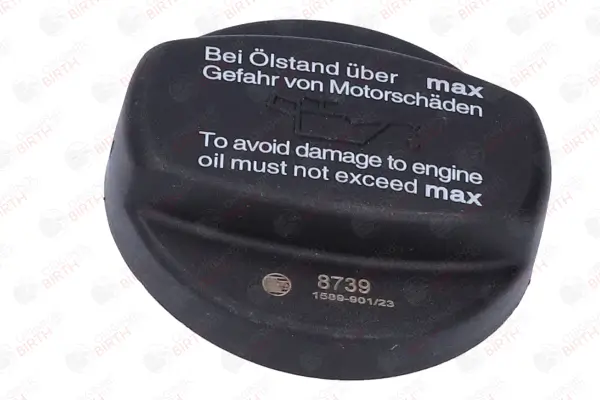 Bei Ölstand über max
Gefahr von Motorschäden
To avoid damage to engine
oil must not exceed max
8739
1589-901/23